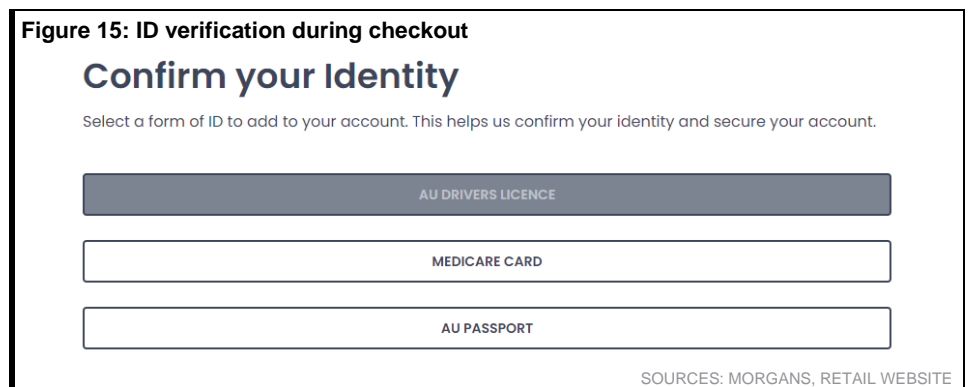 Figure 15: ID verification during checkout
Confirm your Identity
Select a form of ID to add to your account. This helps us confirm your identity and secure your account.
AU DRIVERS LICENCE
MEDICARE CARD
AU PASSPORT
SOURCES: MORGANS, RETAIL WEBSITE